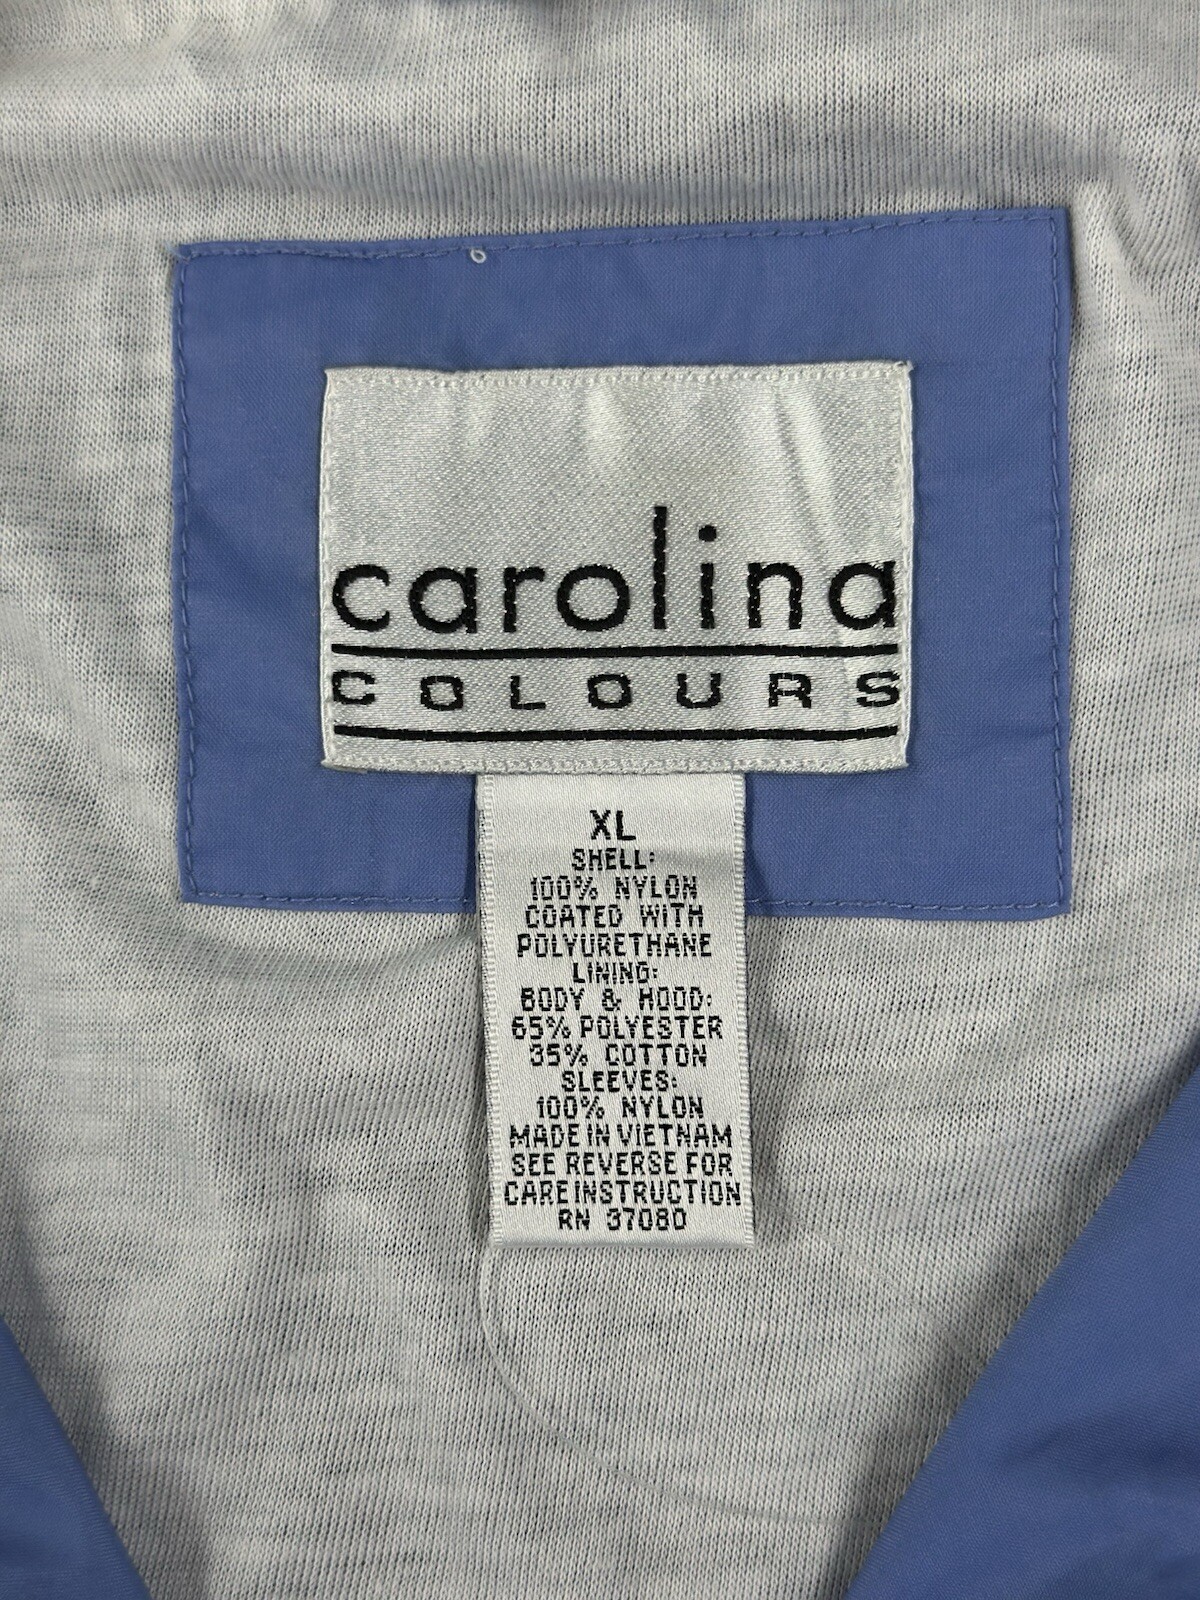 carolina
COLOURS
XL
SHELL:
100% NYLON
COATED WITH
POLYURETHANE
LINING:
BODY & HOOD:
65% POLYESTER
35% COTTON
SLEEVES:
100% NYLON
MADE IN VIETNAM
SEE REVERSE FOR
CARE INSTRUCTION
RN 37080